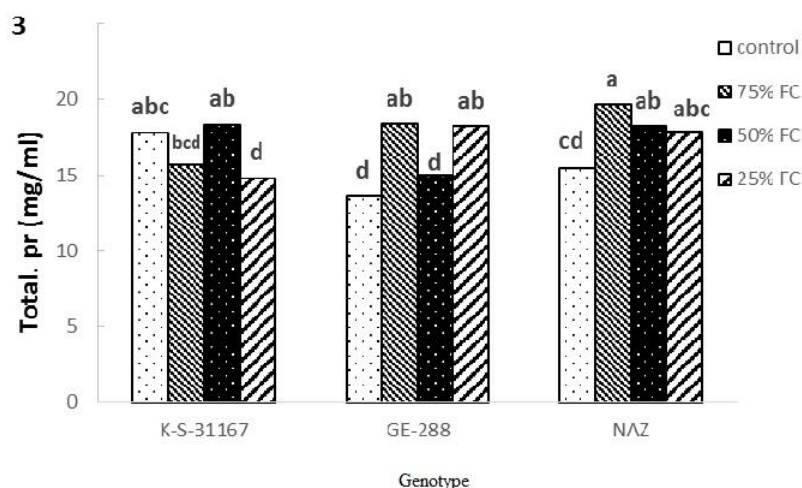 3
Total. pr (mg/ml)
20
15
10
5
0
abc
bcd
ab
d
d
ab
d
ab
cd
a
ab
abc
control
75% FC
50% FC
25% FC
K-S-31167
GE-288
NAZ
Genotype